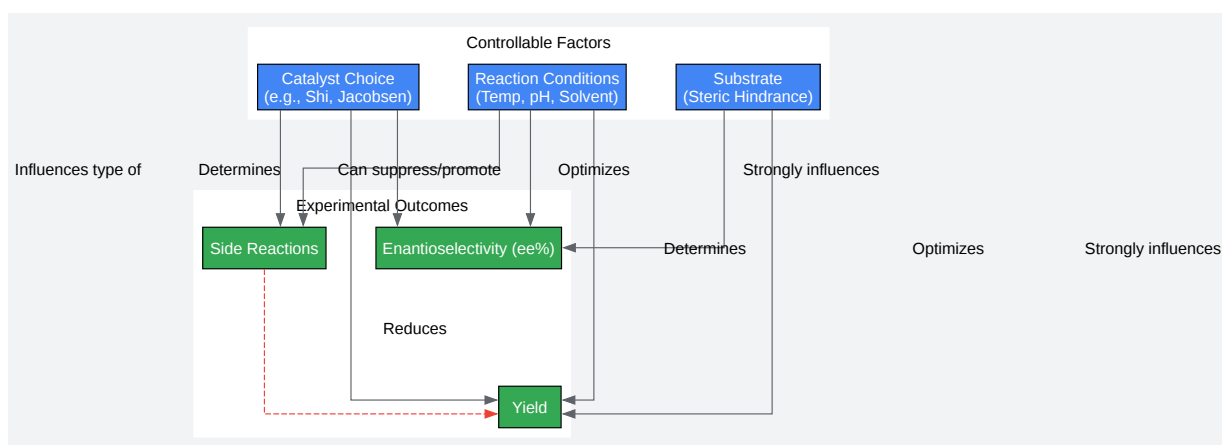 Controllable Factors
Catalyst Choice
(e.g., Shi, Jacobsen)
Reaction Conditions
(Temp, pH, Solvent)
Substrate
(Steric Hindrance)
Influences type of
Determines
Can suppress/promote
Optimizes
Strongly influences
Experimental Outcomes
Side Reactions
Enantioselectivity (ee%)
Determines
Optimizes
Strongly influences
Reduces
Yield